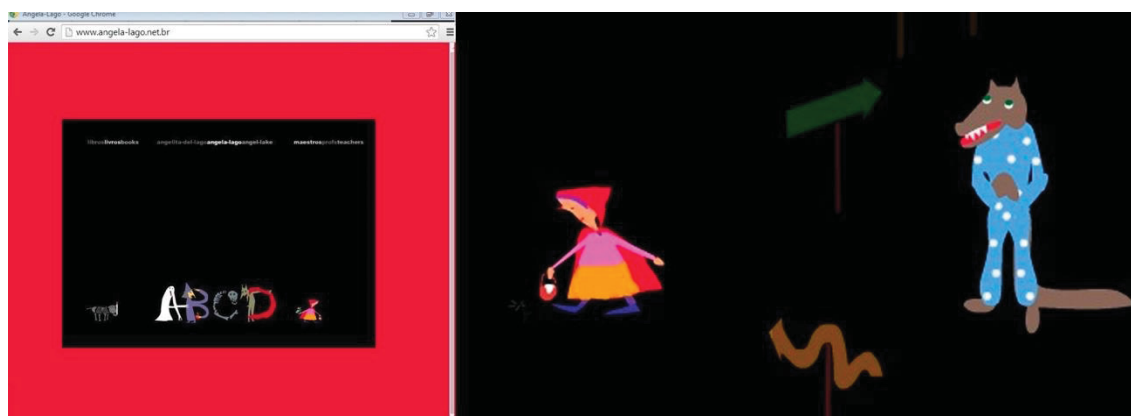 Angela-Lago - Google Chrome
www.angela-lago.net.br
libroslivrosbooks angelita-del-lagoangela-lagoangel-lake maestrosprofsteachers
ABCD